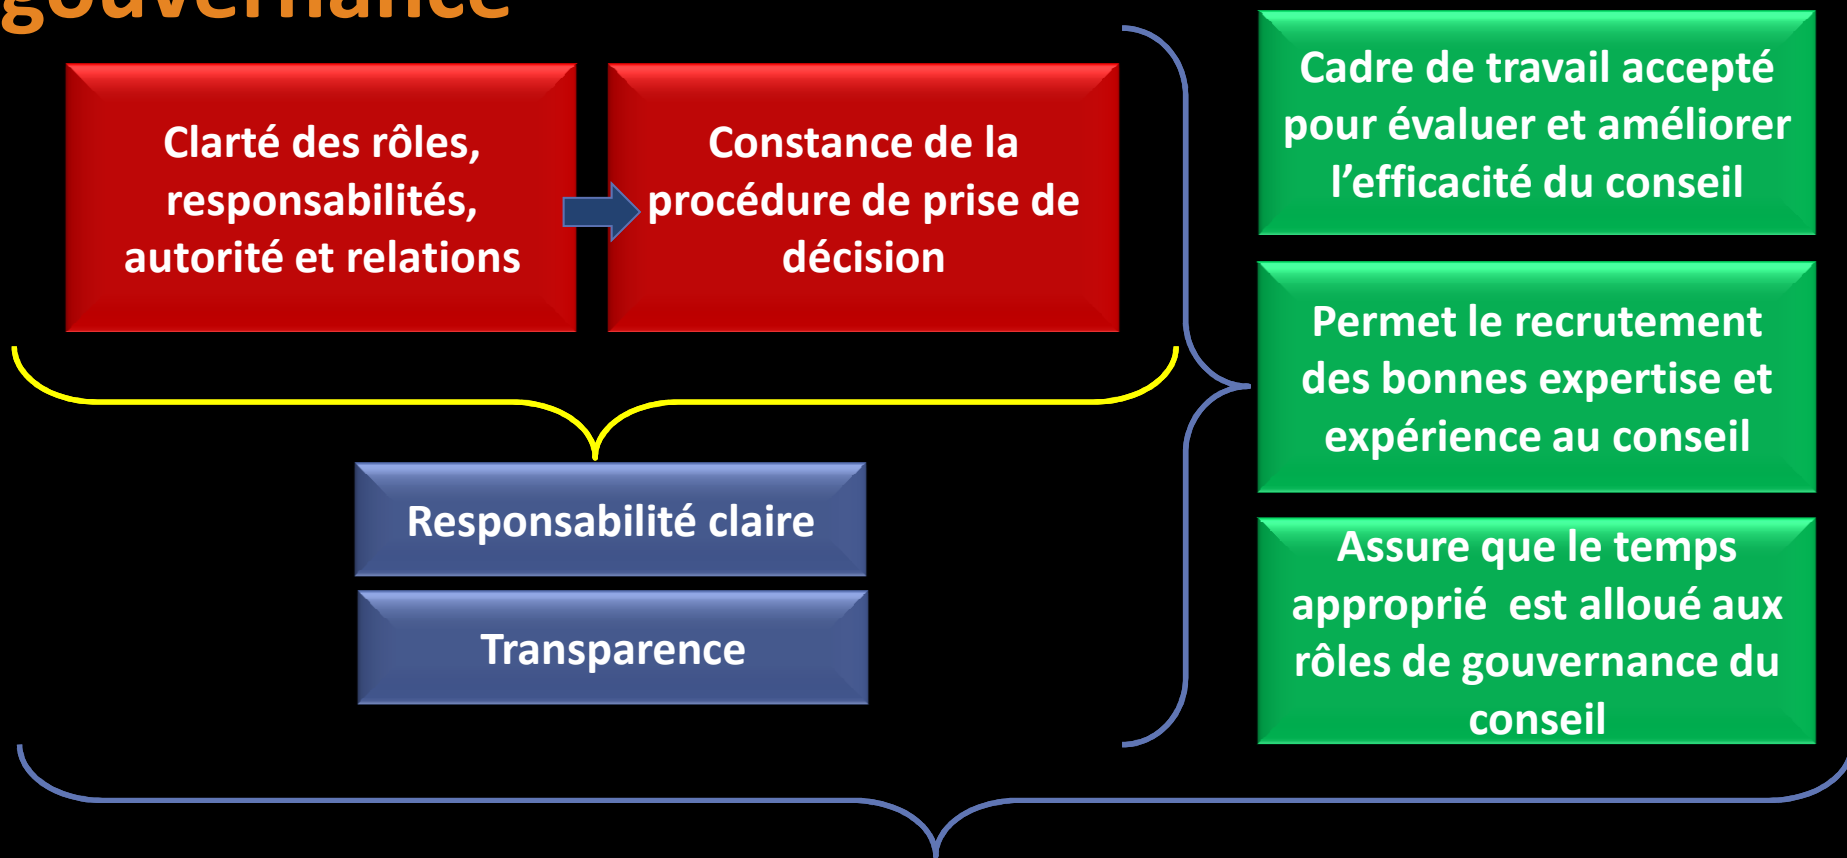 gouvernance
Clarté des rôles,
responsabilités,
autorité et relations
Constance de la
procédure de prise de
décision
Responsabilité claire
Transparence
Cadre de travail accepté
pour évaluer et améliorer
l’efficacité du conseil
Permet le recrutement
des bonnes expertise et
expérience au conseil
Assure que le temps
approprié  est alloué aux
rôles de gouvernance du
conseil